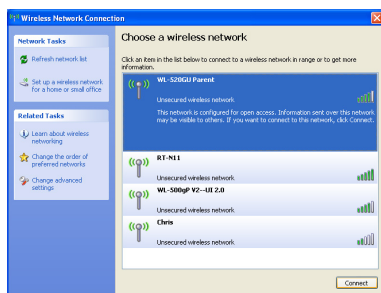 Wireless Network Connection
Network Tasks
Refresh network list
Set up a wireless network
for a home or small office
Related Tasks
Learn about wireless
networking
Change the order of
preferred networks
Change advanced
settings
Choose a wireless network
Click an item in the list below to connect to a wireless network in range or to get more
information.
WL-520GU Parent
Unsecured wireless network
This network is configured for open access. Information sent over this network
may be visible to others. If you want to connect to this network, click Connect.
RT-N11
Unsecured wireless network
WL-500gP V2--UI 2.0
Unsecured wireless network
Chris
Unsecured wireless network
Connect